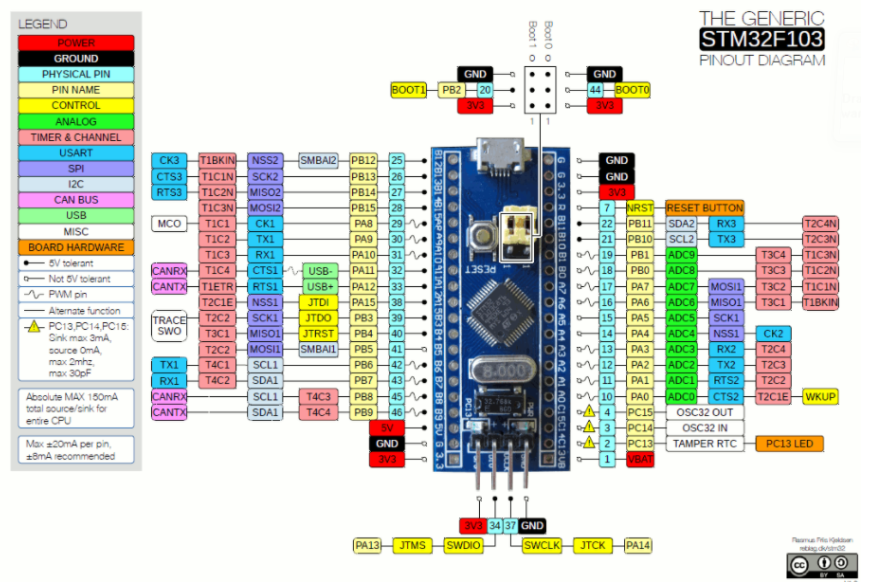 LEGEND
POWER
GROUND
PHYSICAL PIN
PIN NAME
CONTROL
ANALOG
TIMER & CHANNEL
USART
SPI
I2C
CAN BUS
USB
MISC
BOARD HARDWARE
5V tolerant
Not 5V tolerant
PWM pin
Alternate function
PC13,PC14,PC15:
Sink max 3mA,
source 0mA,
max 2mhz,
max 30pF
Absolute MAX 150mA
total source/sink for
entire CPU
Max ±20mA per pin,
±8mA recommended
THE GENERIC
STM32F103
PINOUT DIAGRAM
Boot 1 Boot 0
GND GND
BOOT1 PB2 20 44 BOOT0
3V3 3V3
1 1
CK3 T1BKIN NSS2 SMBAI2 PB12 25
CTS3 T1C1N SCK2 PB13 26
RTS3 T1C2N MISO2 PB14 27
T1C3N MOSI2 PB15 28
MCO T1C1 CK1 PA8 29
T1C2 TX1 PA9 30
T1C3 RX1 PA10 31
CANRX T1C4 CTS1 USB- PA11 32
CANTX T1ETR RTS1 USB+ PA12 33
T2C1E NSS1 JTDI PA15 38
TRACE
SWO
T2C2 SCK1 JTDO PB3 39
T3C1 MISO1 JTRST PB4 40
T2C2 MOSI1 SMBAI1 PB5 41
TX1 T4C1 SCL1 PB6 42
RX1 T4C2 SDA1 PB7 43
CANRX SCL1 T4C3 PB8 45
CANTX SDA1 T4C4 PB9 46
5V
GND
3V3
GND
GND
3V3
7 NRST RESET BUTTON
22 PB11 SDA2 RX3 T2C4N
21 PB10 SCL2 TX3 T2C3N
19 PB1 ADC9 T3C4 T1C3N
18 PB0 ADC8 T3C3 T1C2N
17 PA7 ADC7 MOSI1 T3C2 T1C1N
16 PA6 ADC6 MISO1 T3C1 T1BKIN
15 PA5 ADC5 SCK1
14 PA4 ADC4 NSS1 CK2
13 PA3 ADC3 RX2 T2C4
12 PA2 ADC2 TX2 T2C3
11 PA1 ADC1 RTS2 T2C2
10 PA0 ADC0 CTS2 T2C1E WKUP
4 PC15 OSC32 OUT
3 PC14 OSC32 IN
2 PC13 TAMPER RTC PC13 LED
1 VBAT
RESET
8.000
PC13
3V3 34 37 GND
PA13 JTMS SWDIO SWCLK JTCK PA14
Rasmus Friis Kjeldsen
reblag.dk/stm32
CC BY SA